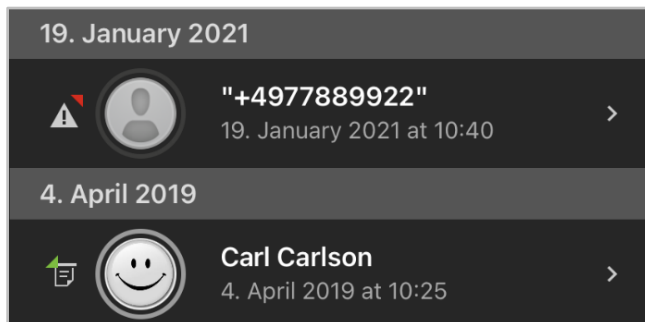 19. January 2021
"+4977889922"
19. January 2021 at 10:40
4. April 2019
Carl Carlson
4. April 2019 at 10:25